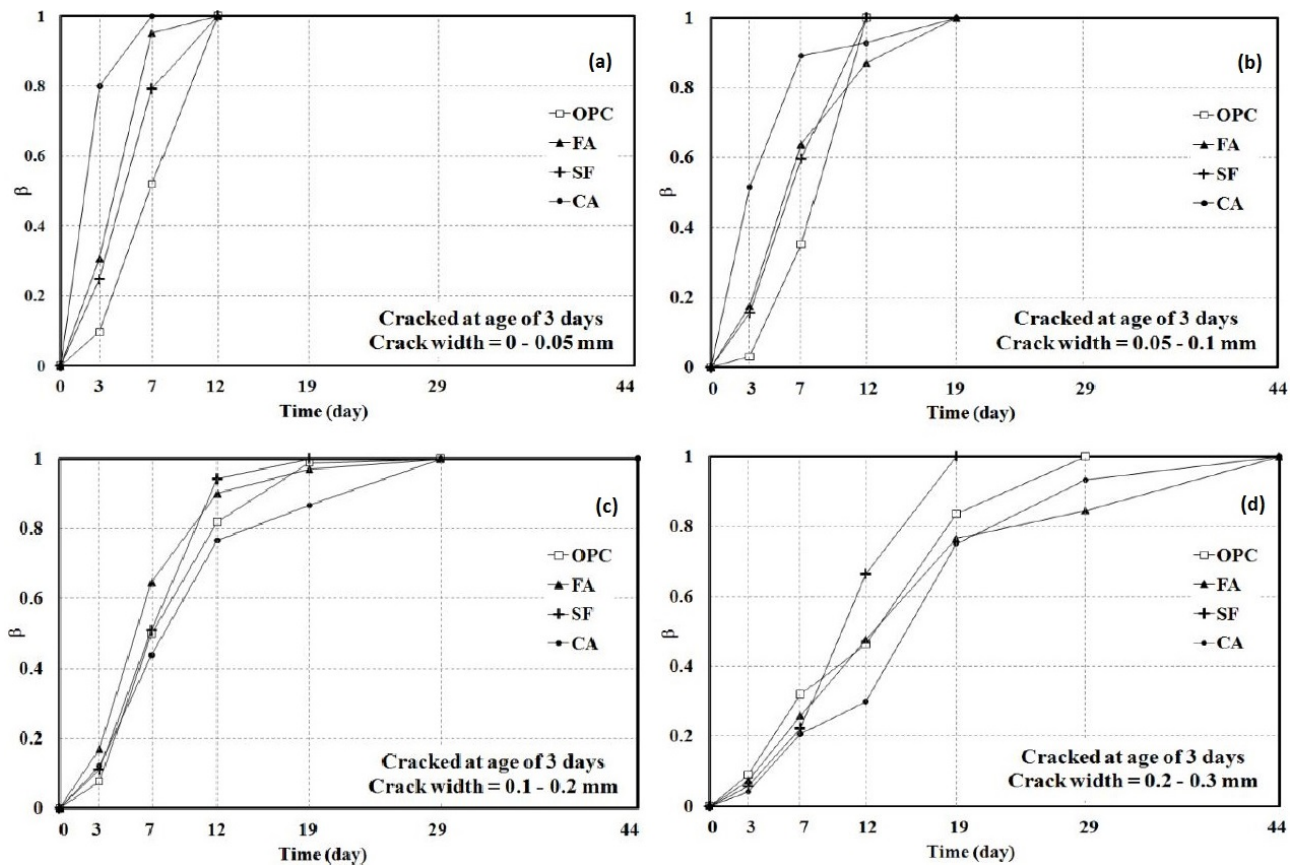 1
(a)
0.8
OPC
FA
0.6
SF
β
CA
0.4
0.2
Cracked at age of 3 days
Crack width = 0 - 0.05 mm
0
0 3 7 12 19 29 44
Time (day)
1
(b)
0.8
OPC
FA
0.6
SF
β
CA
0.4
0.2
Cracked at age of 3 days
Crack width = 0.05 - 0.1 mm
0
0 3 7 12 19 29 44
Time (day)
1
(c)
0.8
OPC
FA
0.6
SF
β
CA
0.4
0.2
Cracked at age of 3 days
Crack width = 0.1 - 0.2 mm
0
0 3 7 12 19 29 44
Time (day)
1
(d)
0.8
OPC
FA
0.6
SF
β
CA
0.4
0.2
Cracked at age of 3 days
Crack width = 0.2 - 0.3 mm
0
0 3 7 12 19 29 44
Time (day)